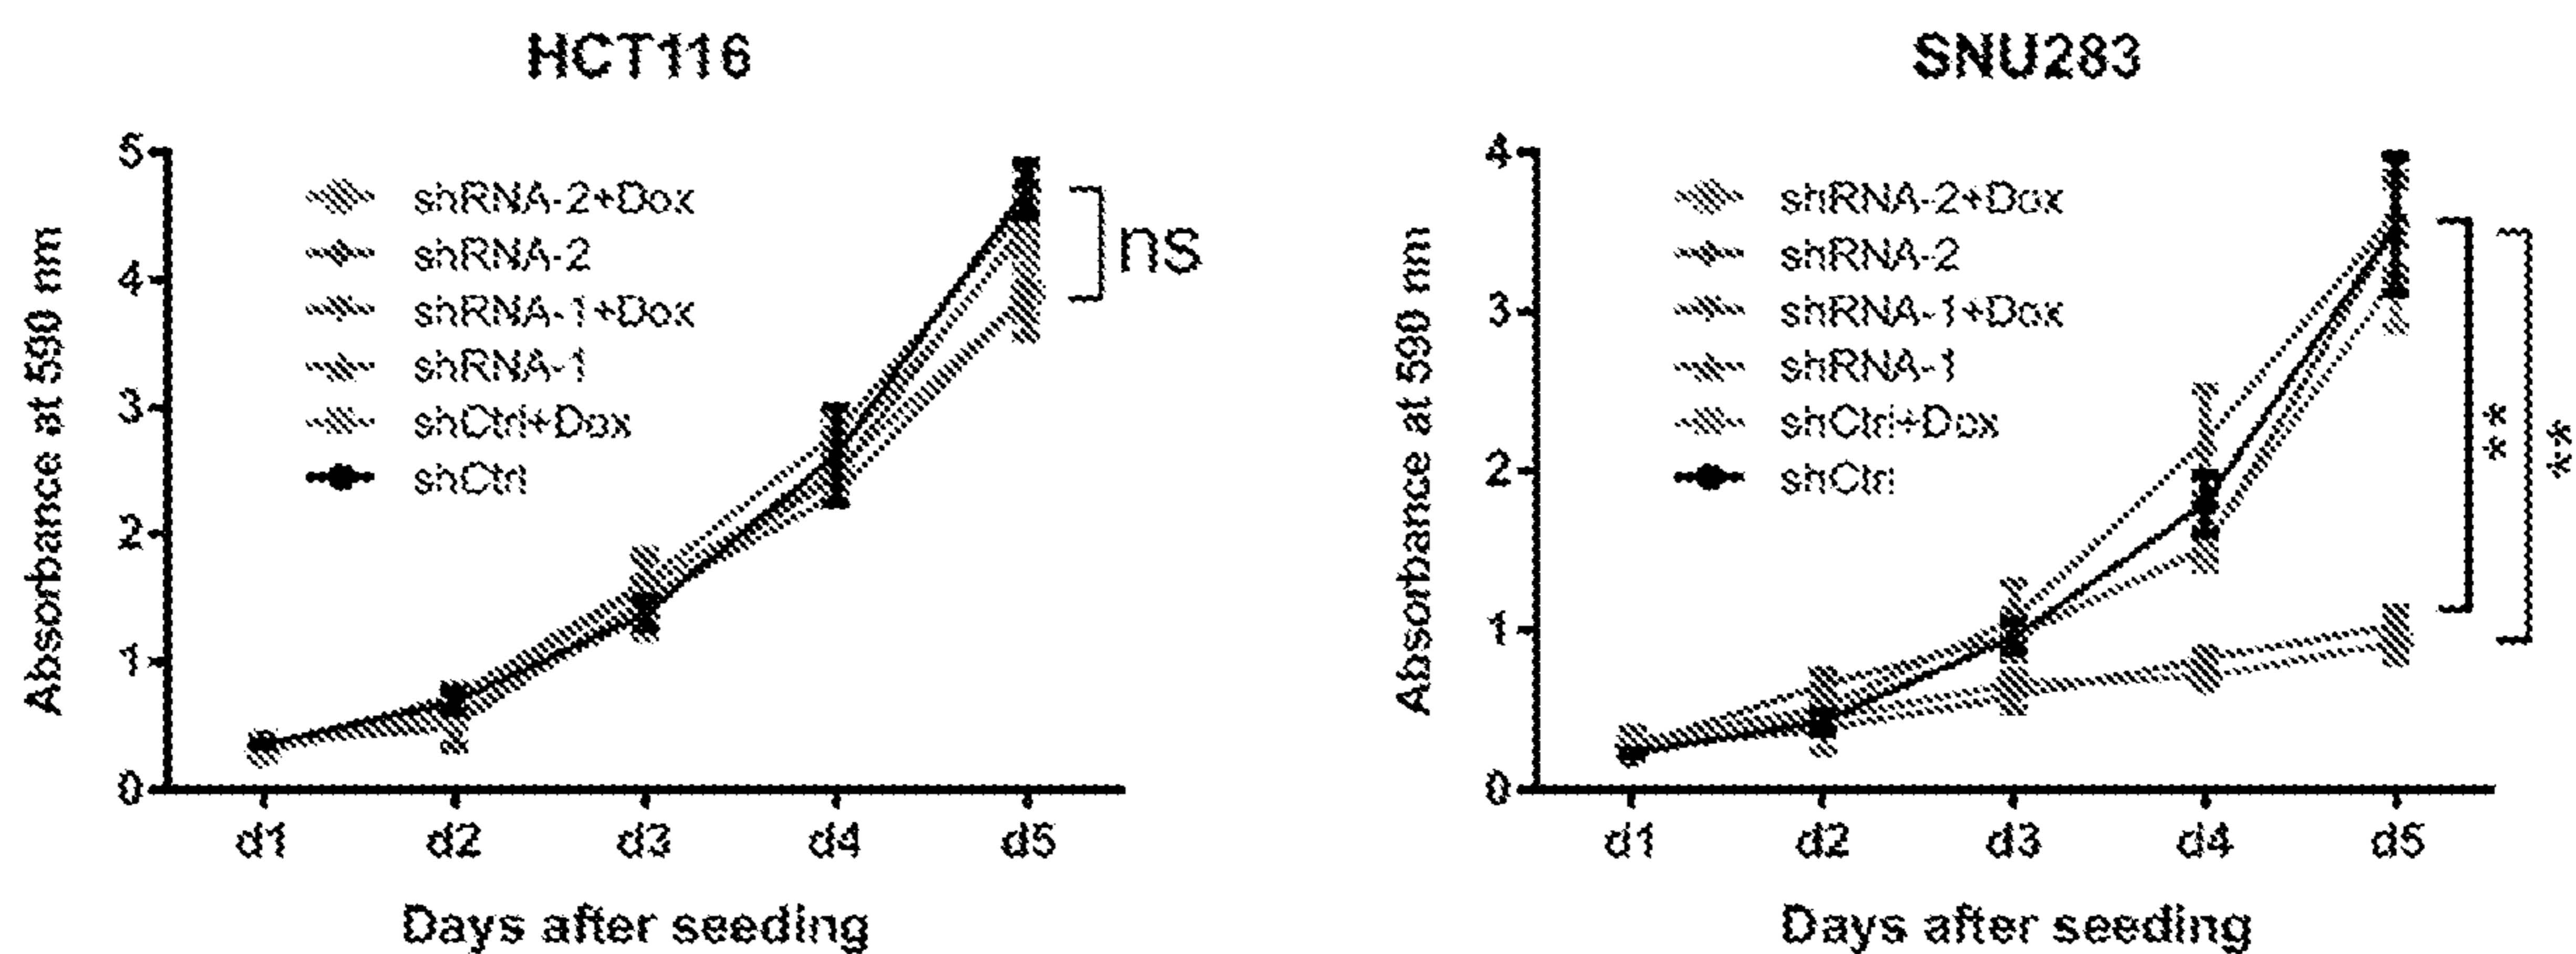 HCT116
Absorbance at 590 nm
5
4
3
2
1
0
shRNA-2+Dox
shRNA-2
shRNA-1+Dox
shRNA-1
shCtrl+Dox
shCtrl
ns
d1 d2 d3 d4 d5
Days after seeding
SNU283
Absorbance at 590 nm
4
3
2
1
0
shRNA-2+Dox
shRNA-2
shRNA-1+Dox
shRNA-1
shCtrl+Dox
shCtrl
**
**
d1 d2 d3 d4 d5
Days after seeding